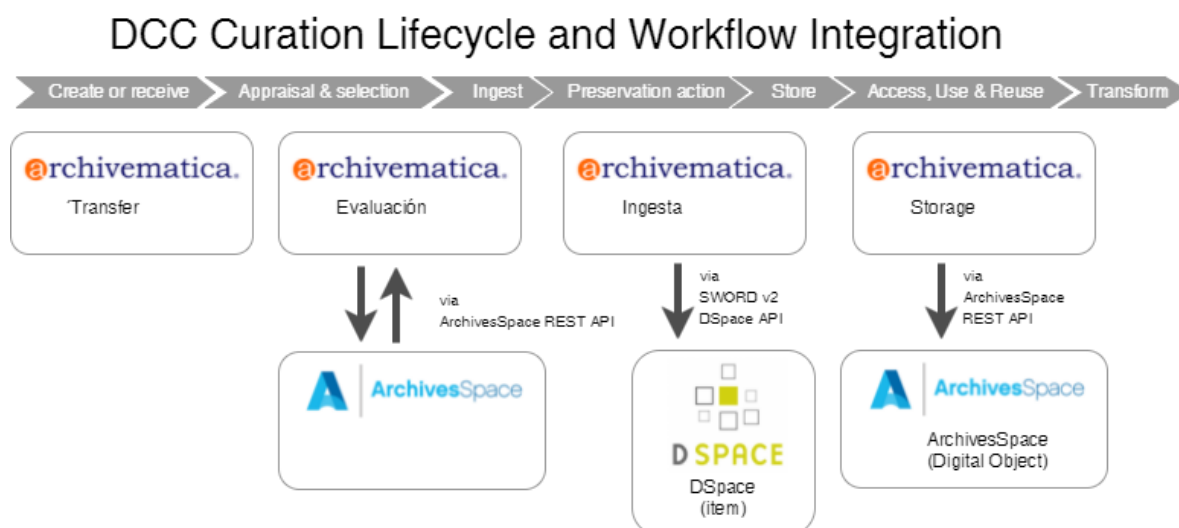 DCC Curation Lifecycle and Workflow Integration
Create or receive
Appraisal & selection
Ingest
Preservation action
Store
Access, Use & Reuse
Transform
archivematica.
´Transfer
archivematica.
Evaluación
archivematica.
Ingesta
archivematica.
Storage
via
ArchivesSpace REST API
via
SWORD v2
DSpace API
via
ArchivesSpace
REST API
ArchivesSpace
DSPACE
DSpace
(item)
ArchivesSpace
ArchivesSpace
(Digital Object)